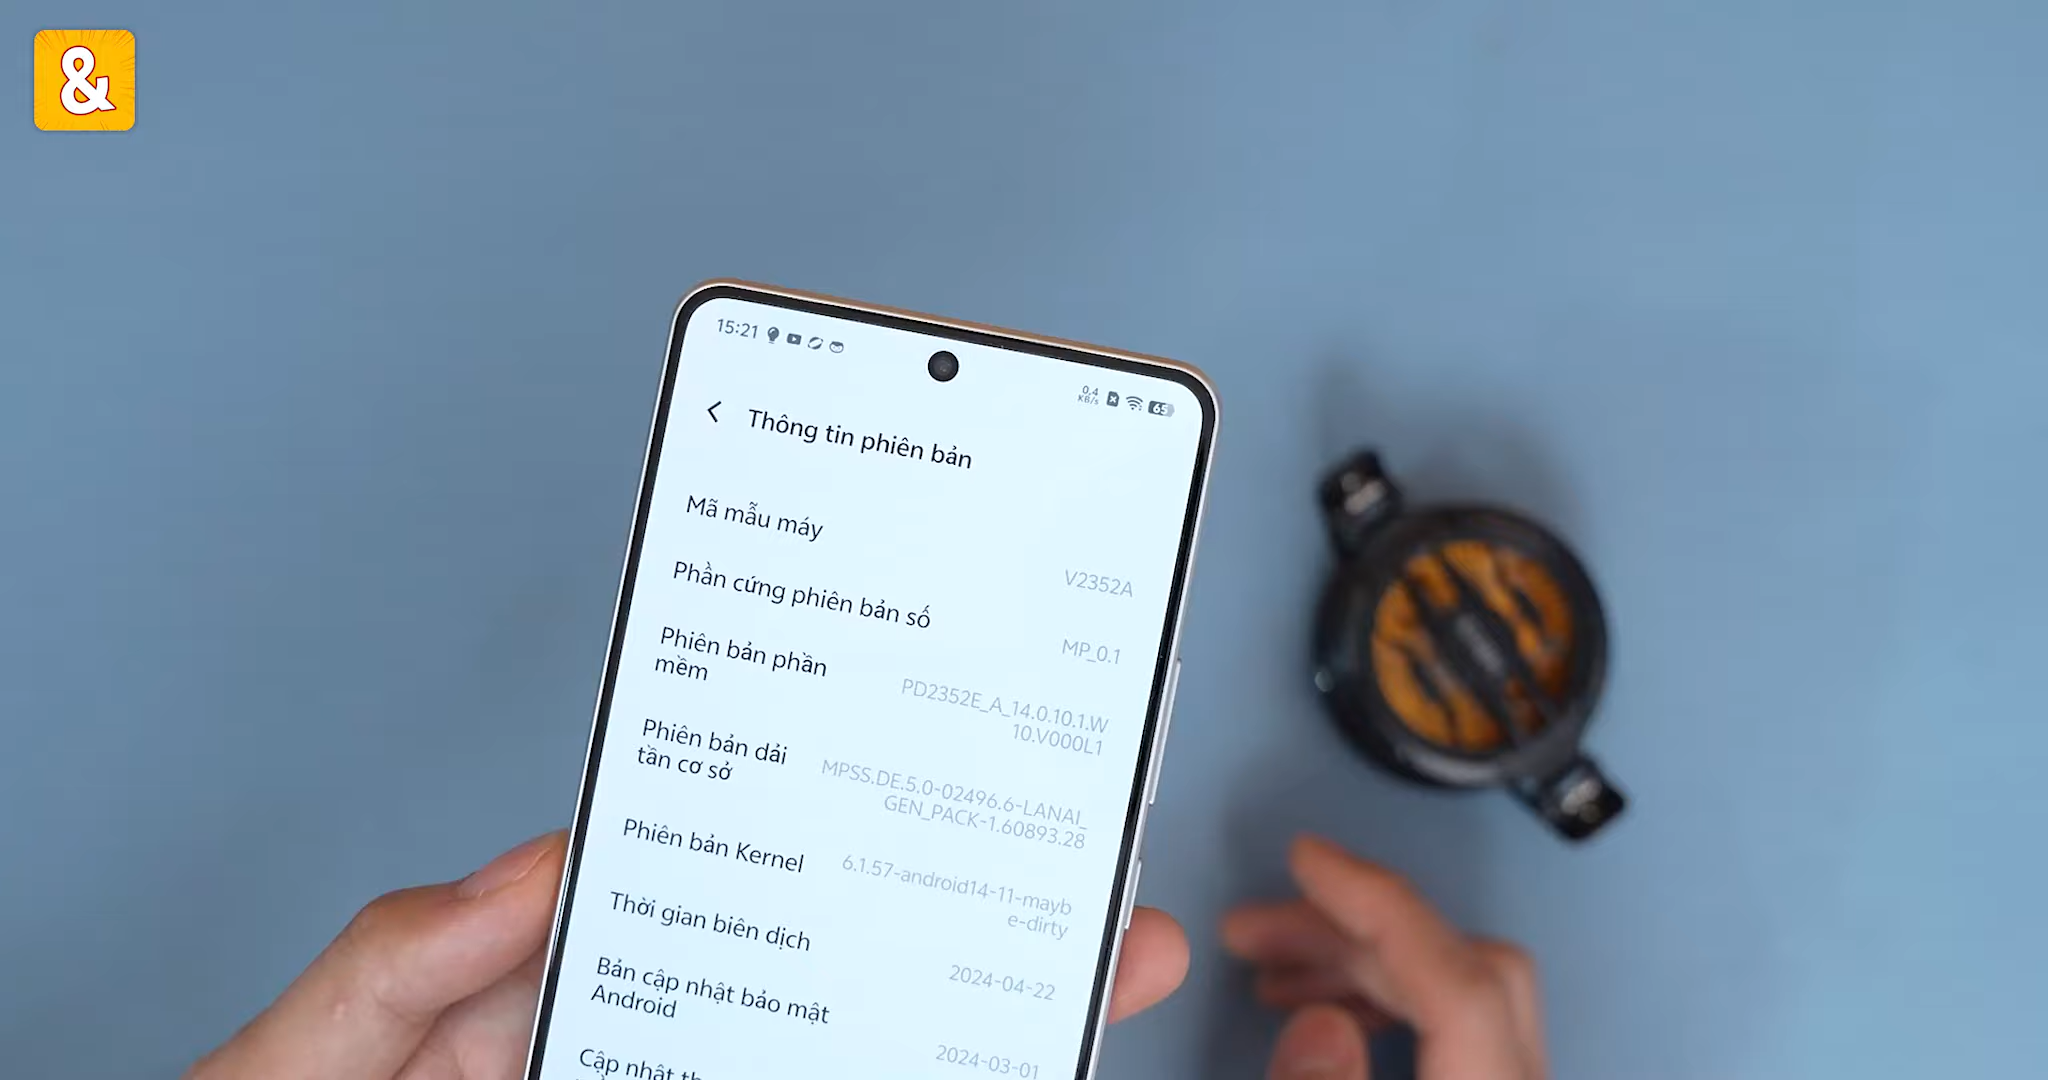 &
15:21
0.4
KB/s
65
Thông tin phiên bản
Mã mẫu máy
V2352A
Phần cứng phiên bản số
MP_0.1
Phiên bản phần
mềm
PD2352E_A_14.0.10.1.W
10.V000L1
Phiên bản dải
tần cơ sở
MPSS.DE.5.0-02496.6-LANAI_
GEN_PACK-1.60893.28
Phiên bản Kernel
6.1.57-android14-11-mayb
e-dirty
Thời gian biên dịch
2024-04-22
Bản cập nhật bảo mật
Android
2024-03-01
Cập nhật